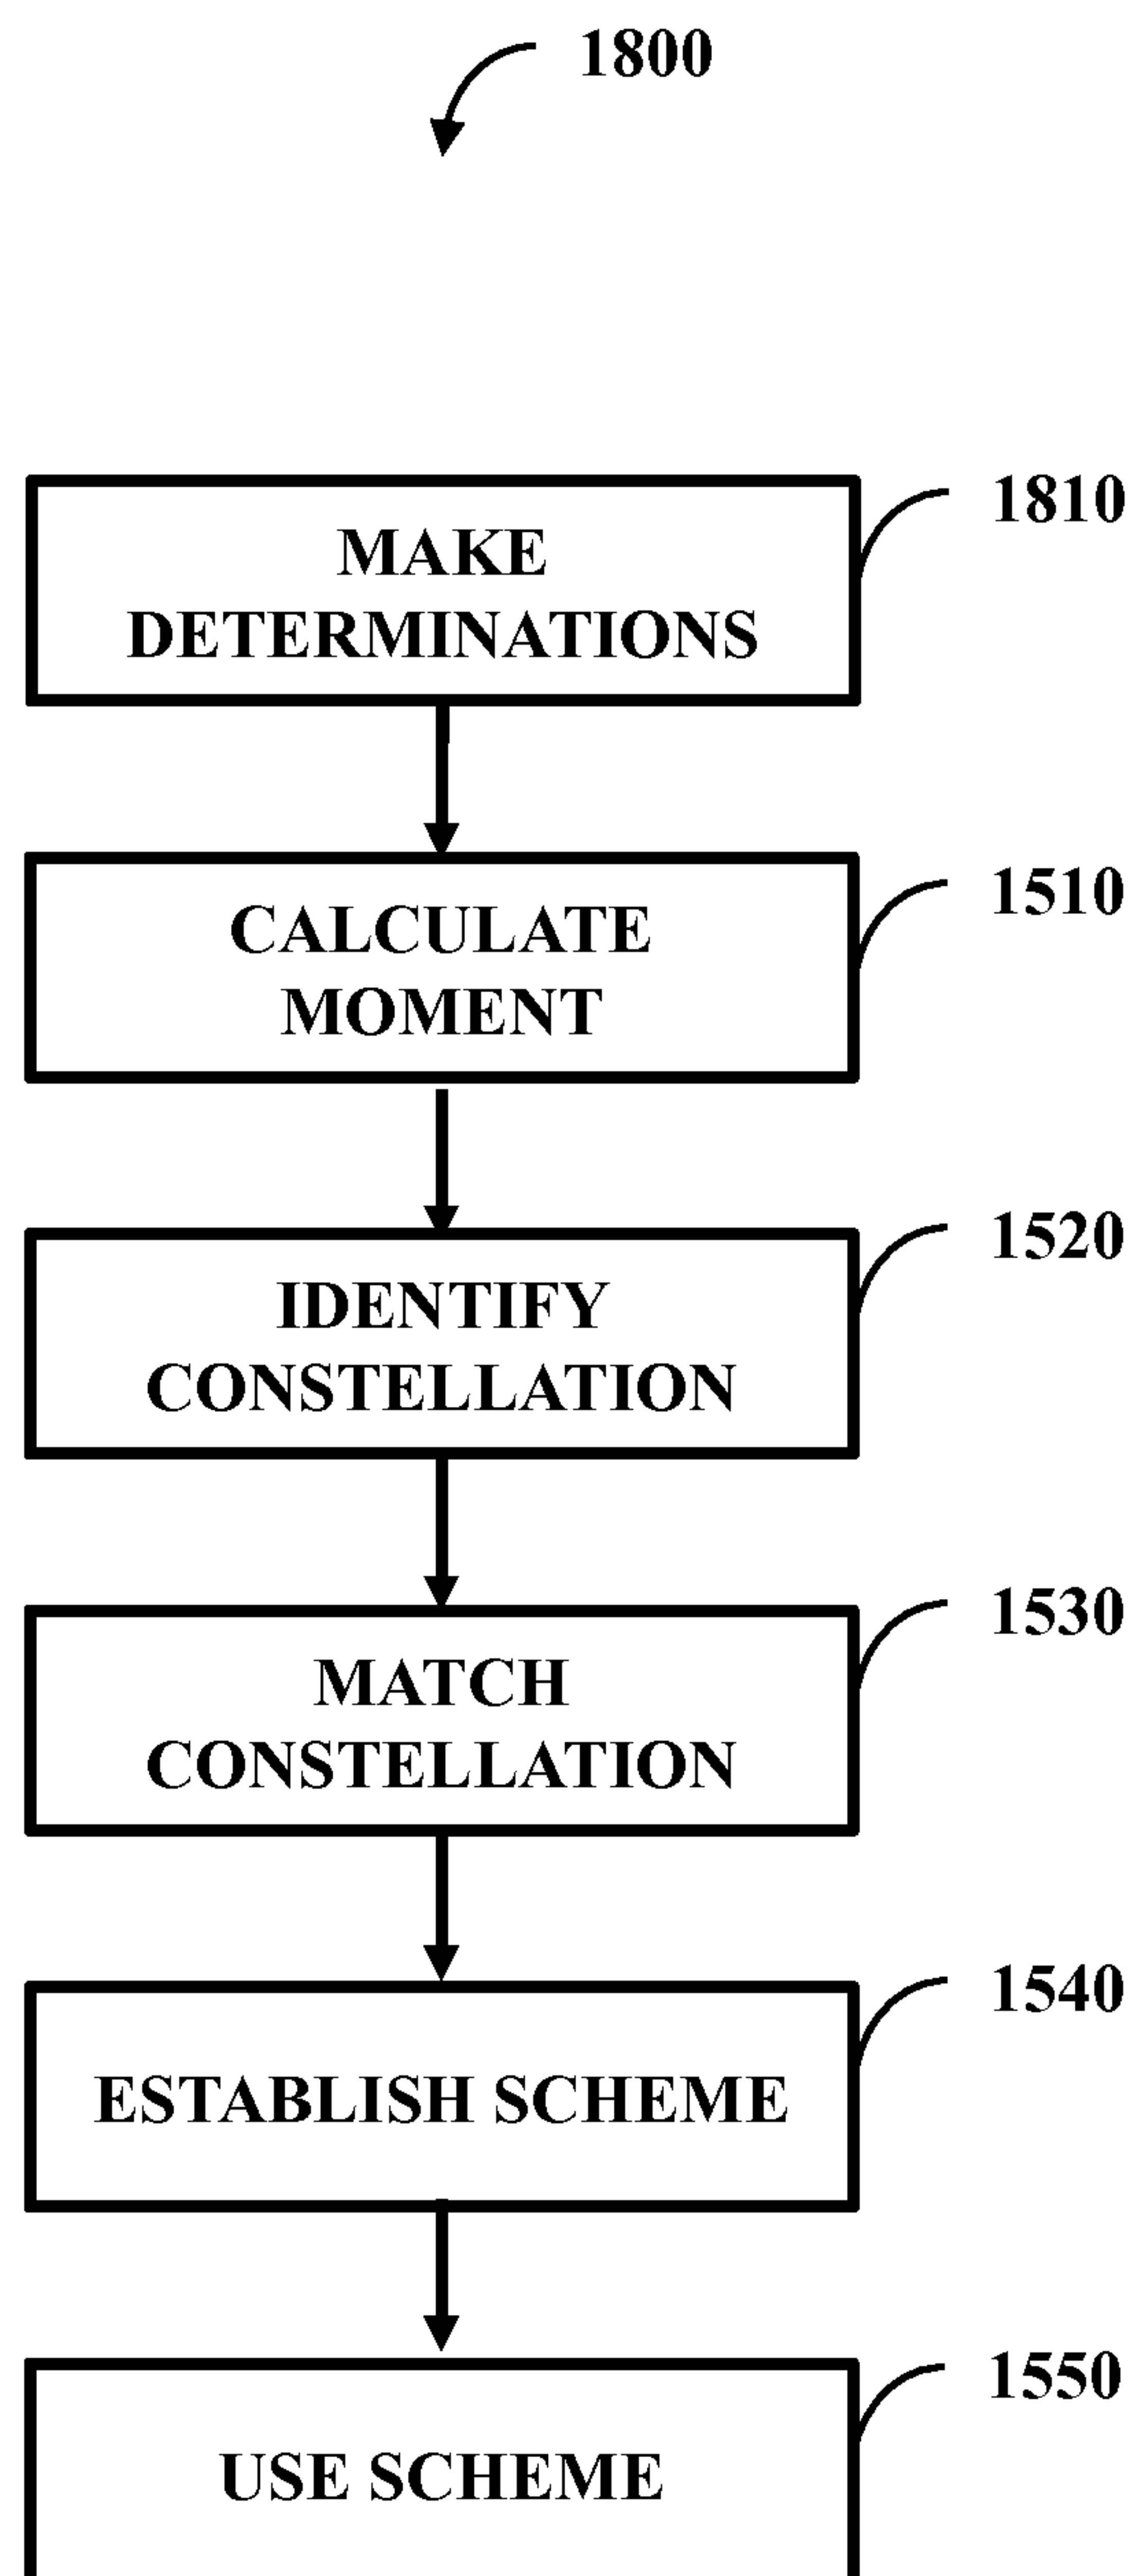 1800
MAKE
DETERMINATIONS
1810
CALCULATE
MOMENT
1510
IDENTIFY
CONSTELLATION
1520
MATCH
CONSTELLATION
1530
ESTABLISH SCHEME
1540
USE SCHEME
1550